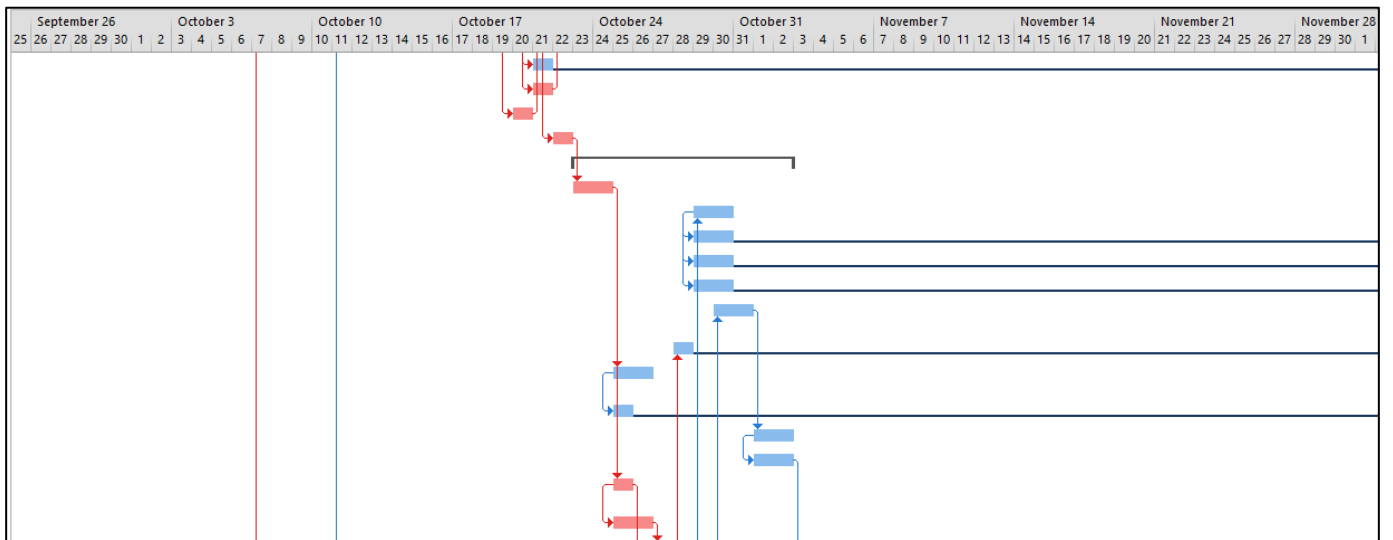 September 26 October 3 October 10 October 17 October 24 October 31 November 7 November 14 November 21 November 28
25 26 27 28 29 30 1 2 3 4 5 6 7 8 9 10 11 12 13 14 15 16 17 18 19 20 21 22 23 24 25 26 27 28 29 30 31 1 2 3 4 5 6 7 8 9 10 11 12 13 14 15 16 17 18 19 20 21 22 23 24 25 26 27 28 29 30 1